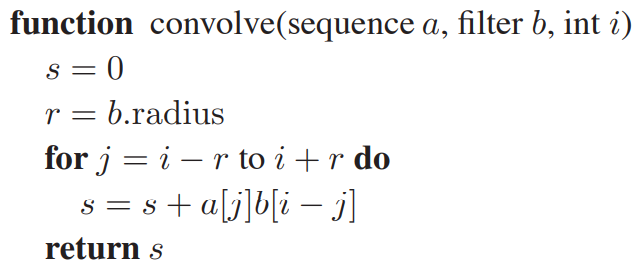 function convolve(sequence a, filter b, int i)
s = 0
r = b.radius
for j = i − r to i + r do
s = s + a[j]b[i − j]
return s